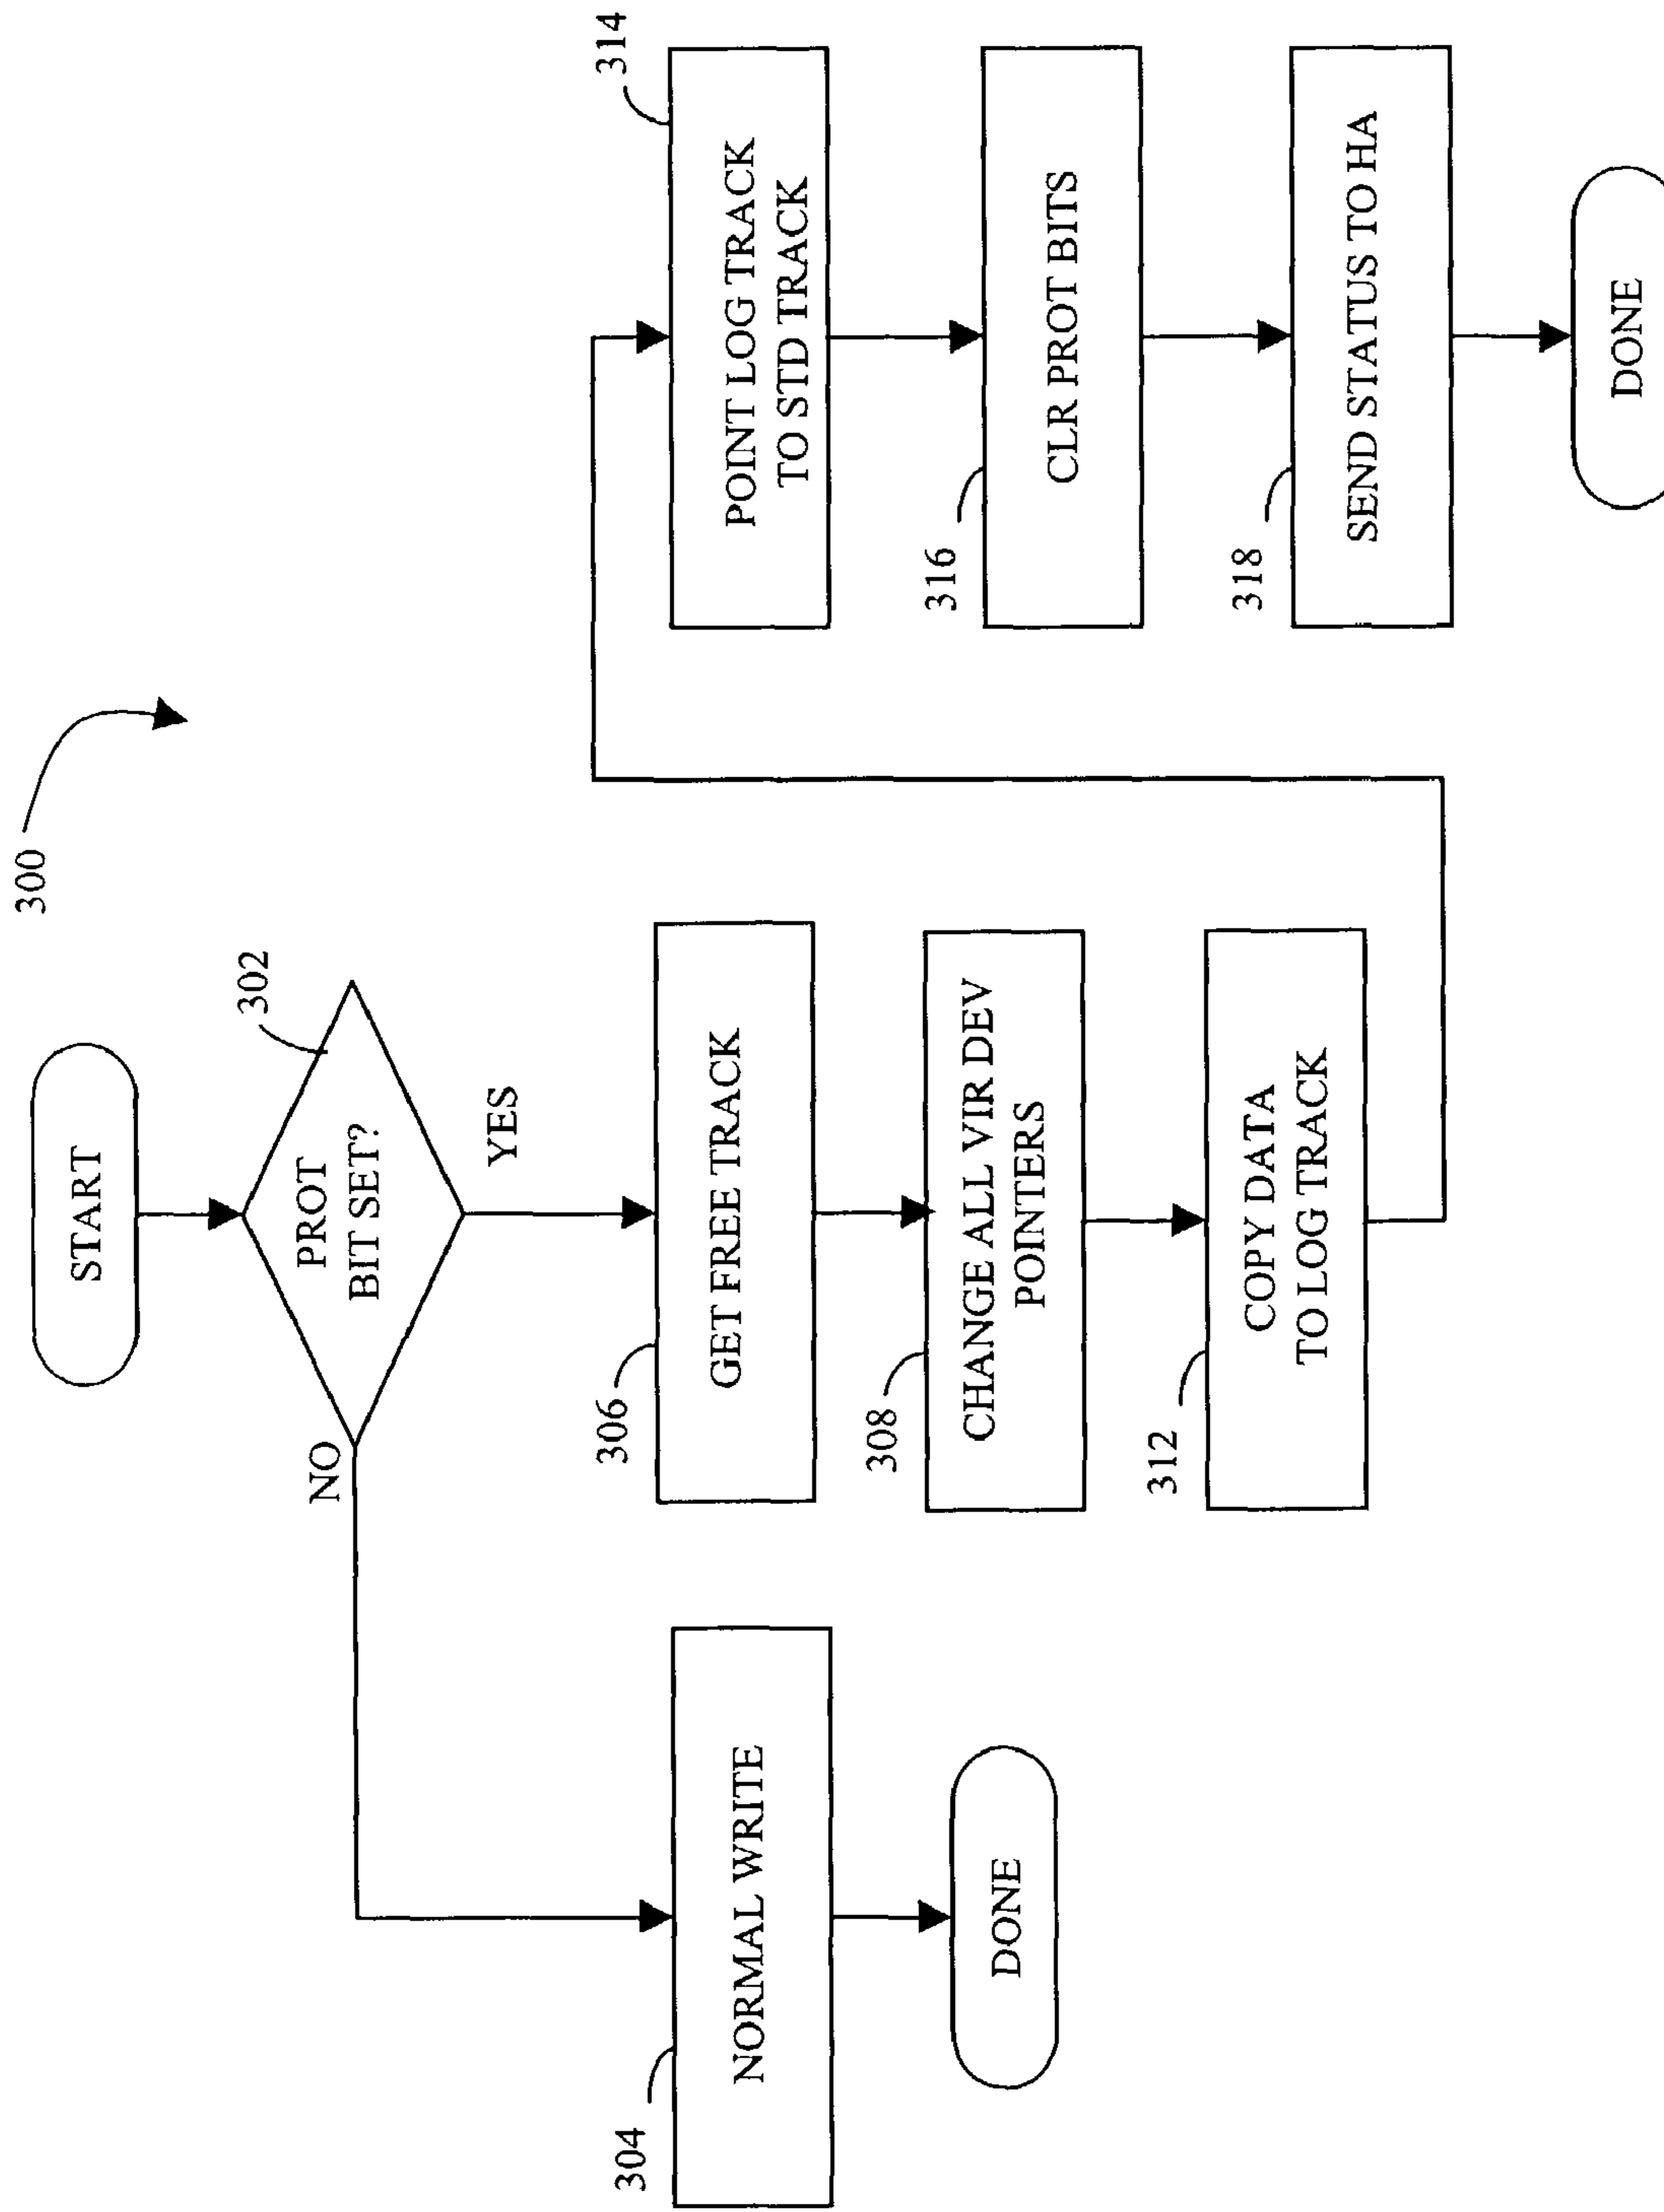 300
START
302
PROT
BIT SET?
NO
YES
304
NORMAL WRITE
DONE
306
GET FREE TRACK
308
CHANGE ALL VIR DEV
POINTERS
312
COPY DATA
TO LOG TRACK
314
POINT LOG TRACK
TO STD TRACK
316
CLR PROT BITS
318
SEND STATUS TO HA
DONE